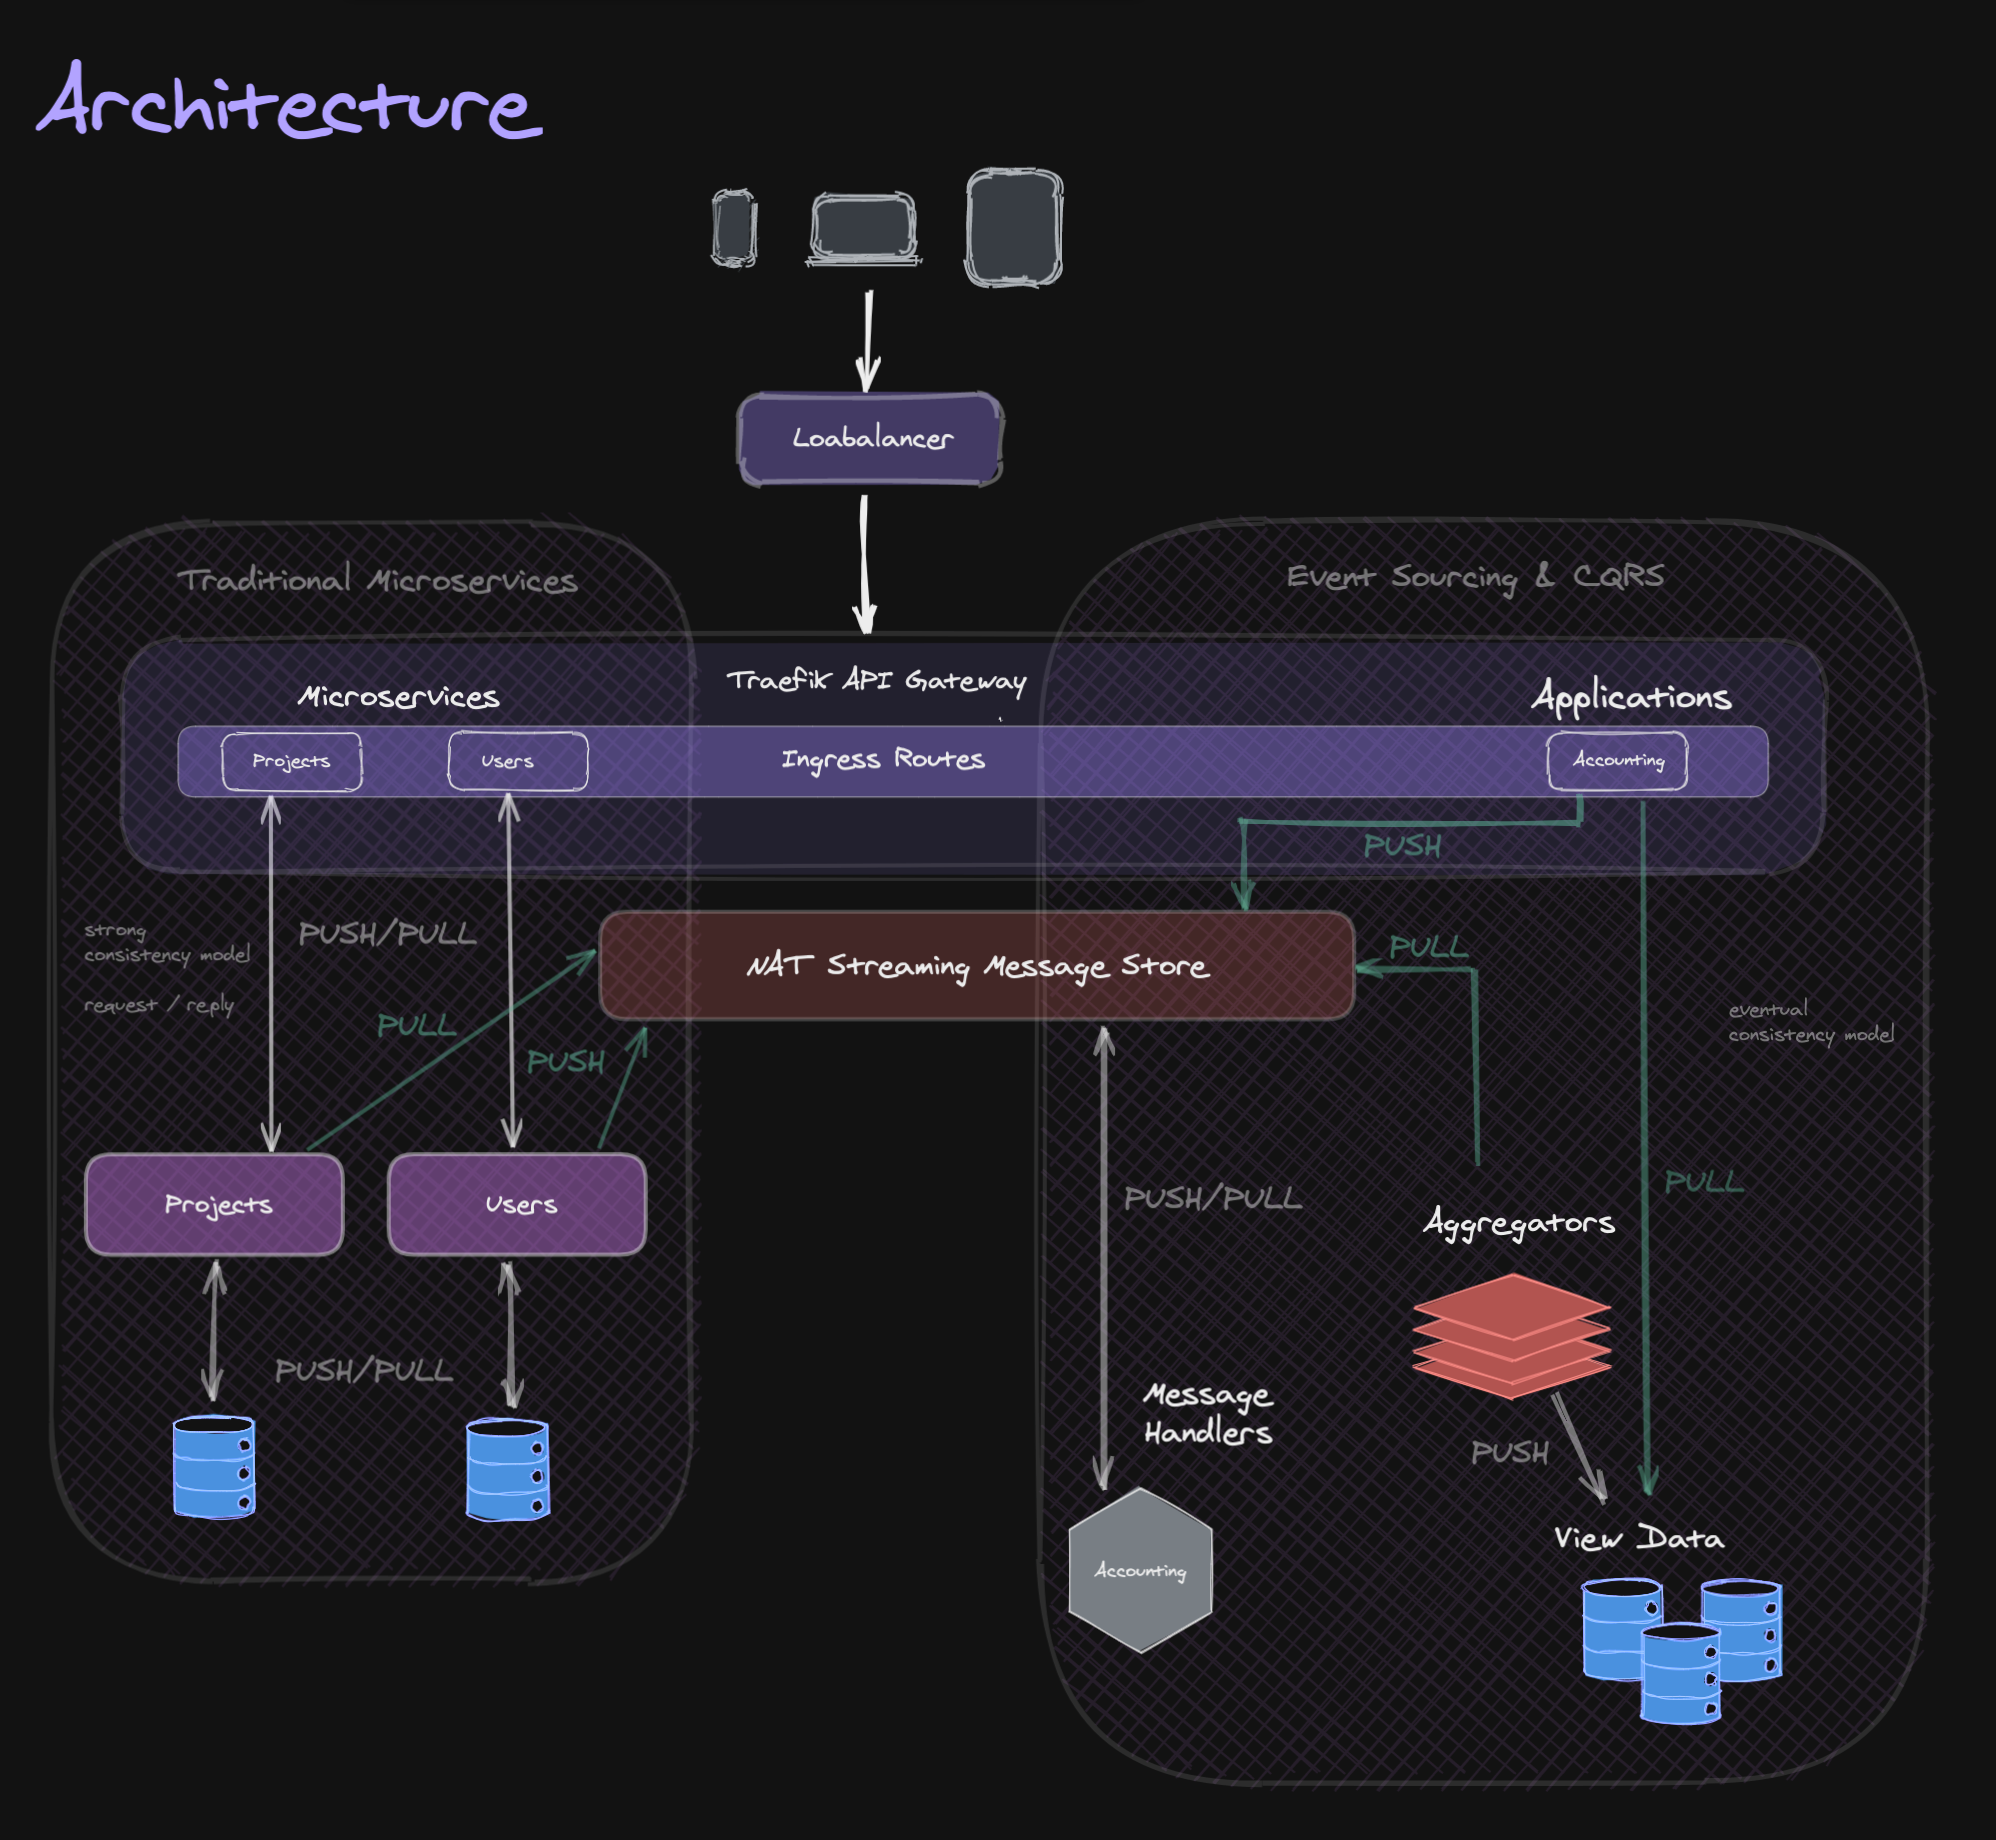 Architecture
Loabalancer
Traditional Microservices
Event Sourcing & CQRS
Traefik API Gateway
Microservices
Applications
Projects
Users
Ingress Routes
Accounting
PUSH
strong
consistency model
request / reply
PUSH/PULL
PULL
PUSH
NAT Streaming Message Store
PULL
eventual
consistency model
Projects
Users
PUSH/PULL
PULL
Aggregators
PUSH/PULL
Message
Handlers
PUSH
Accounting
View Data